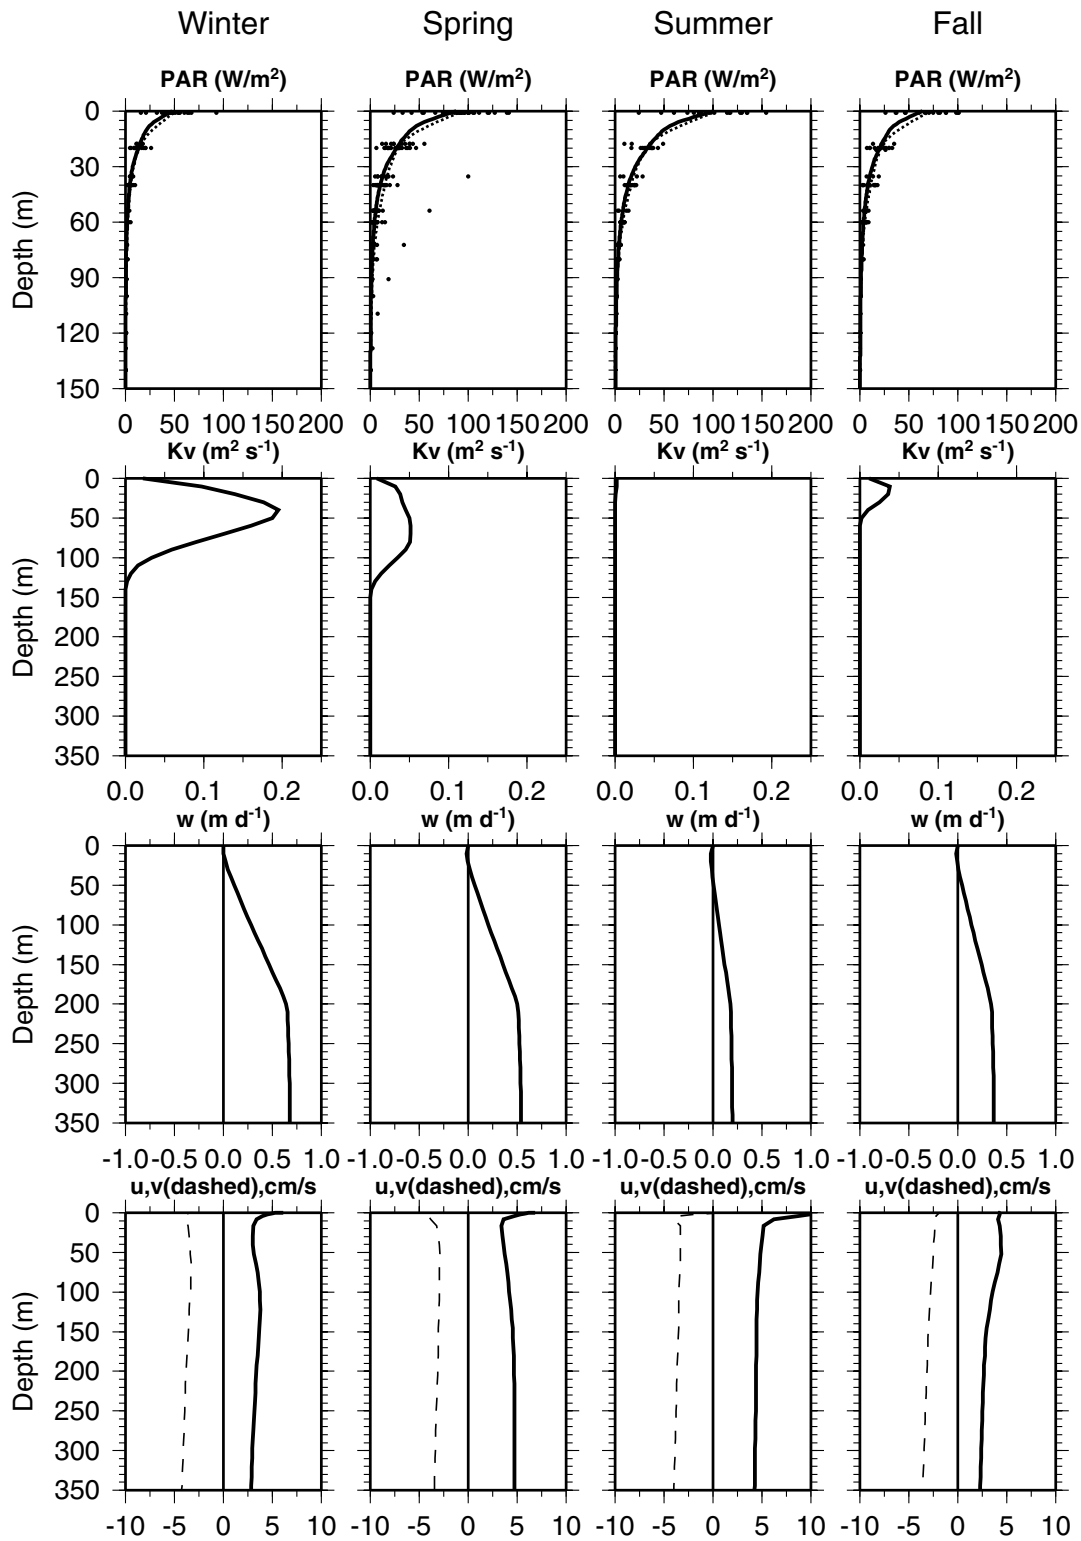 Winter Spring Summer Fall
PAR (W/m²) PAR (W/m²) PAR (W/m²) PAR (W/m²)
0
30
60
90
120
150
Depth (m)
0 50 100 150 200 0 50 100 150 200 0 50 100 150 200 0 50 100 150 200
Kv (m² s⁻¹) Kv (m² s⁻¹) Kv (m² s⁻¹) Kv (m² s⁻¹)
0
50
100
150
200
250
300
350
Depth (m)
0.0 0.1 0.2 0.0 0.1 0.2 0.0 0.1 0.2 0.0 0.1 0.2
w (m d⁻¹) w (m d⁻¹) w (m d⁻¹) w (m d⁻¹)
0
50
100
150
200
250
300
350
Depth (m)
-1.0 -0.5 0.0 0.5 1.0 -1.0 -0.5 0.0 0.5 1.0 -1.0 -0.5 0.0 0.5 1.0 -1.0 -0.5 0.0 0.5 1.0
u,v(dashed),cm/s u,v(dashed),cm/s u,v(dashed),cm/s u,v(dashed),cm/s
0
50
100
150
200
250
300
350
Depth (m)
-10 -5 0 5 10 -10 -5 0 5 10 -10 -5 0 5 10 -10 -5 0 5 10